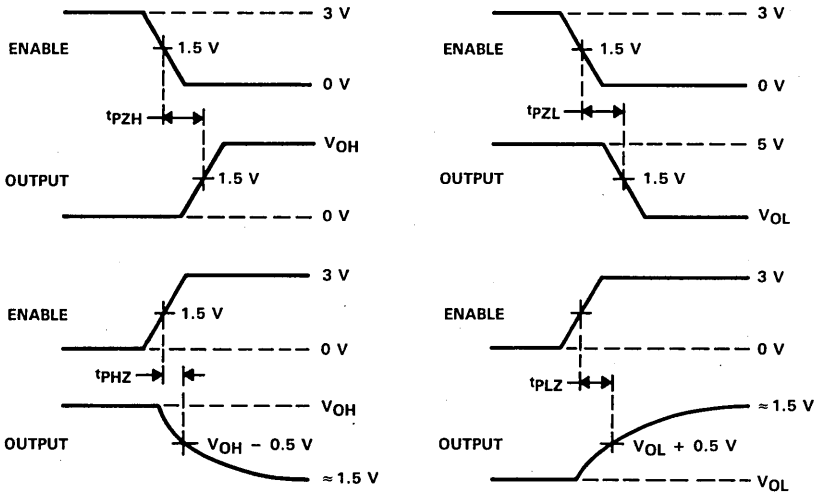 3 V
ENABLE
1.5 V
0 V
tPZH
VOH
OUTPUT
1.5 V
0 V
3 V
ENABLE
1.5 V
0 V
tPZL
5 V
OUTPUT
1.5 V
VOL
3 V
ENABLE
1.5 V
0 V
tPHZ
VOH
OUTPUT
VOH − 0.5 V
≈ 1.5 V
3 V
ENABLE
0 V
tPLZ
≈ 1.5 V
OUTPUT
VOL + 0.5 V
VOL